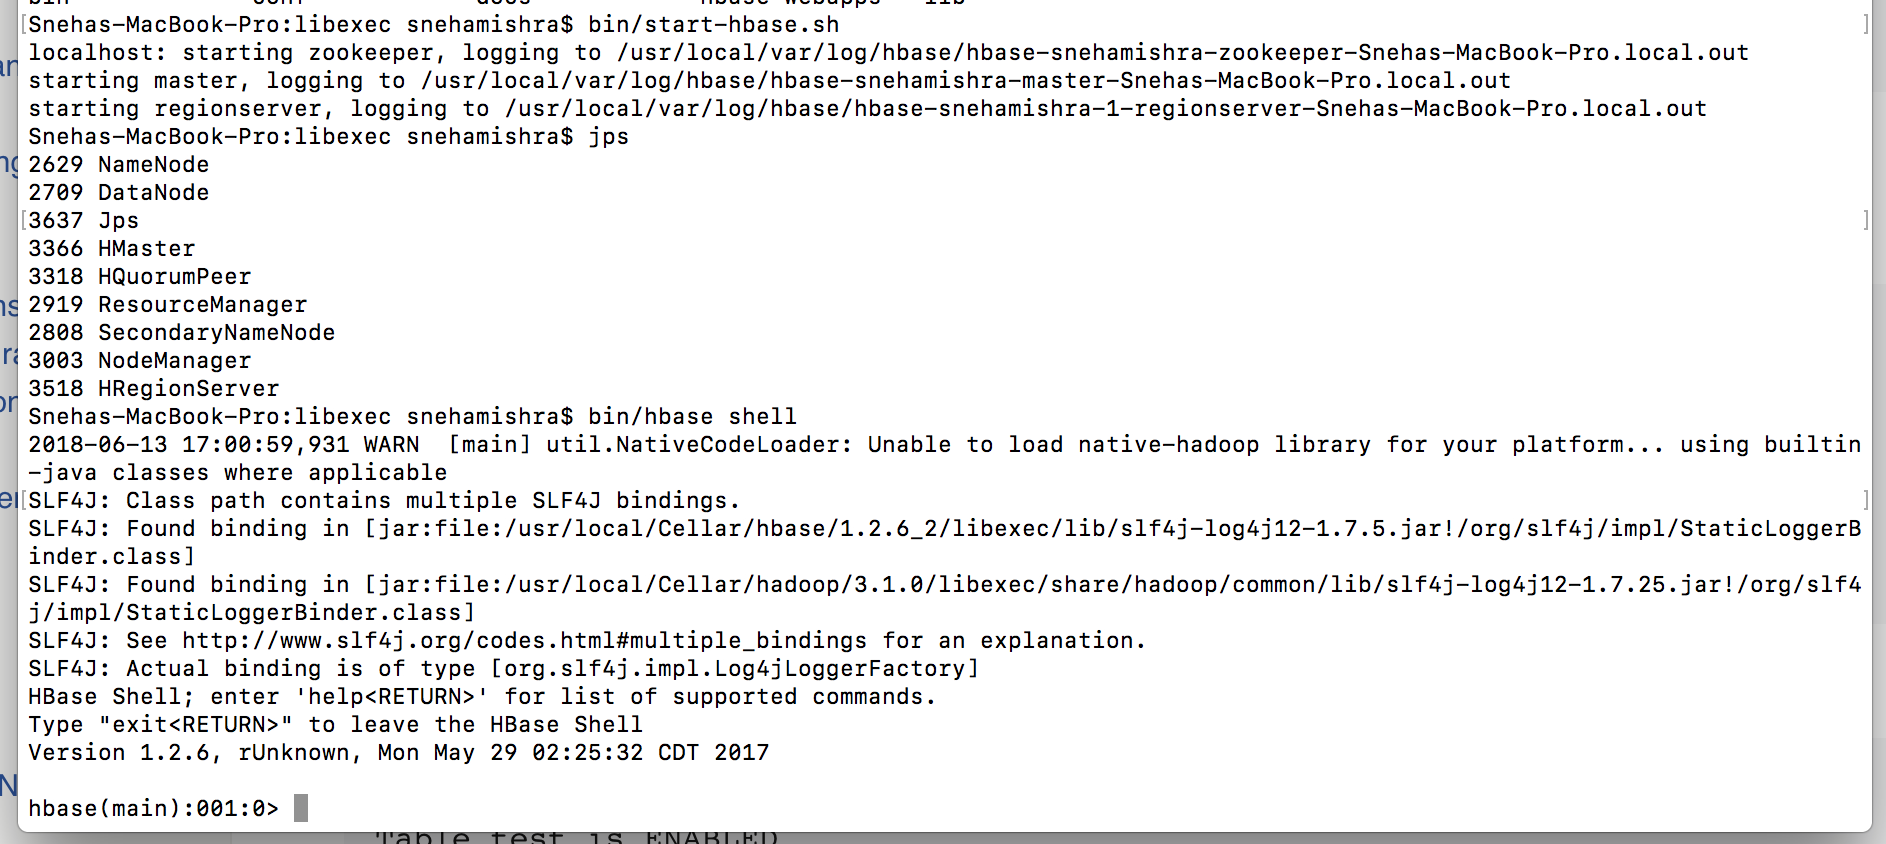 Snehas-MacBook-Pro:libexec snehamishra$ bin/start-hbase.sh
localhost: starting zookeeper, logging to /usr/local/var/log/hbase/hbase-snehamishra-zookeeper-Snehas-MacBook-Pro.local.out
starting master, logging to /usr/local/var/log/hbase/hbase-snehamishra-master-Snehas-MacBook-Pro.local.out
starting regionserver, logging to /usr/local/var/log/hbase/hbase-snehamishra-1-regionserver-Snehas-MacBook-Pro.local.out
Snehas-MacBook-Pro:libexec snehamishra$ jps
2629 NameNode
2709 DataNode
3637 Jps
3366 HMaster
3318 HQuorumPeer
2919 ResourceManager
2808 SecondaryNameNode
3003 NodeManager
3518 HRegionServer
Snehas-MacBook-Pro:libexec snehamishra$ bin/hbase shell
2018-06-13 17:00:59,931 WARN  [main] util.NativeCodeLoader: Unable to load native-hadoop library for your platform... using builtin
-java classes where applicable
SLF4J: Class path contains multiple SLF4J bindings.
SLF4J: Found binding in [jar:file:/usr/local/Cellar/hbase/1.2.6_2/libexec/lib/slf4j-log4j12-1.7.5.jar!/org/slf4j/impl/StaticLoggerB
inder.class]
SLF4J: Found binding in [jar:file:/usr/local/Cellar/hadoop/3.1.0/libexec/share/hadoop/common/lib/slf4j-log4j12-1.7.25.jar!/org/slf4
j/impl/StaticLoggerBinder.class]
SLF4J: See http://www.slf4j.org/codes.html#multiple_bindings for an explanation.
SLF4J: Actual binding is of type [org.slf4j.impl.Log4jLoggerFactory]
HBase Shell; enter 'help<RETURN>' for list of supported commands.
Type "exit<RETURN>" to leave the HBase Shell
Version 1.2.6, rUnknown, Mon May 29 02:25:32 CDT 2017
hbase(main):001:0>
Table test is ENABLED